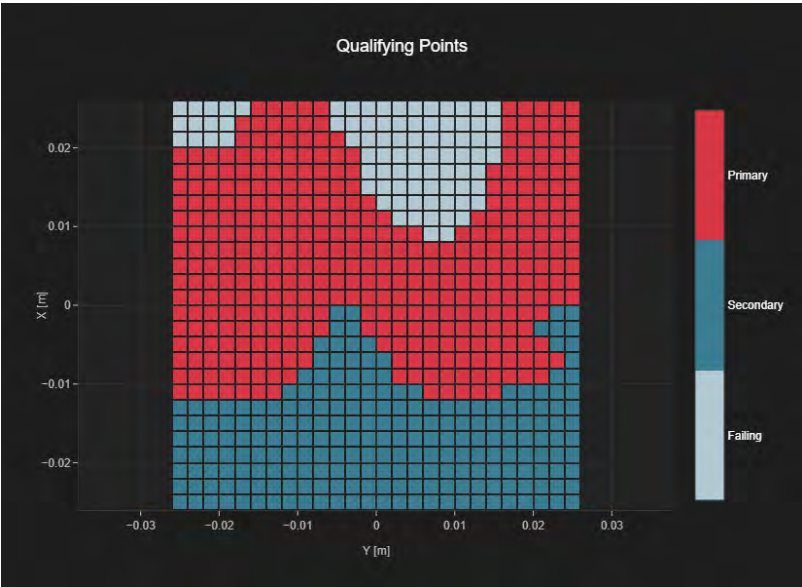 Qualifying Points
0.02
0.01
0
−0.01
−0.02
X [m]
−0.03
−0.02
−0.01
0
0.01
0.02
0.03
Y [m]
Primary
Secondary
Failing